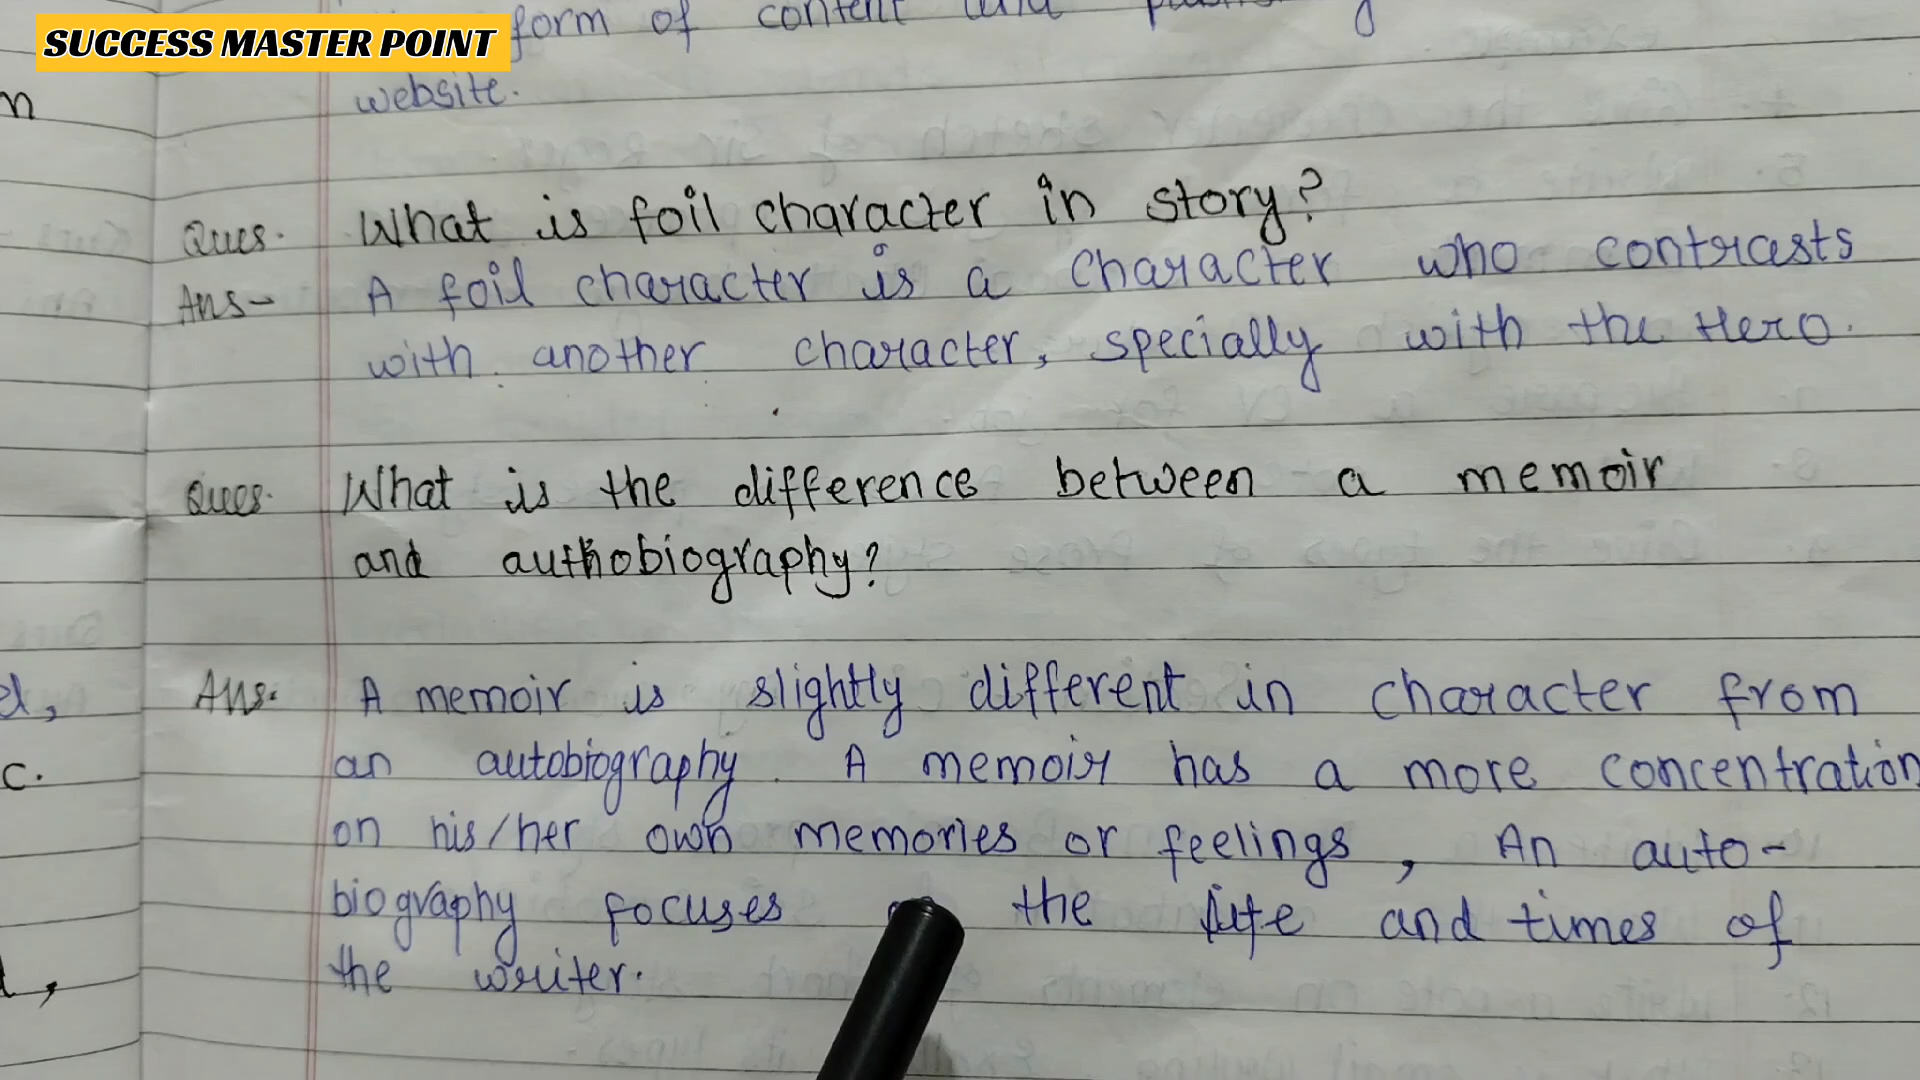 SUCCESS MASTER POINT
form of content and
website.
n
Ques. What is foil character in story?
Ans- A foil character is a character who contrasts
with another character, specially with the Hero.
Ques. What is the difference between a memoir
and authobiography?
d,
Ans. A memoir is slightly different in character from
c.
an autobiography. A memoir has a more concentration
on his/her own memories or feelings, An auto-
biography focuses the life and times of
the writer.